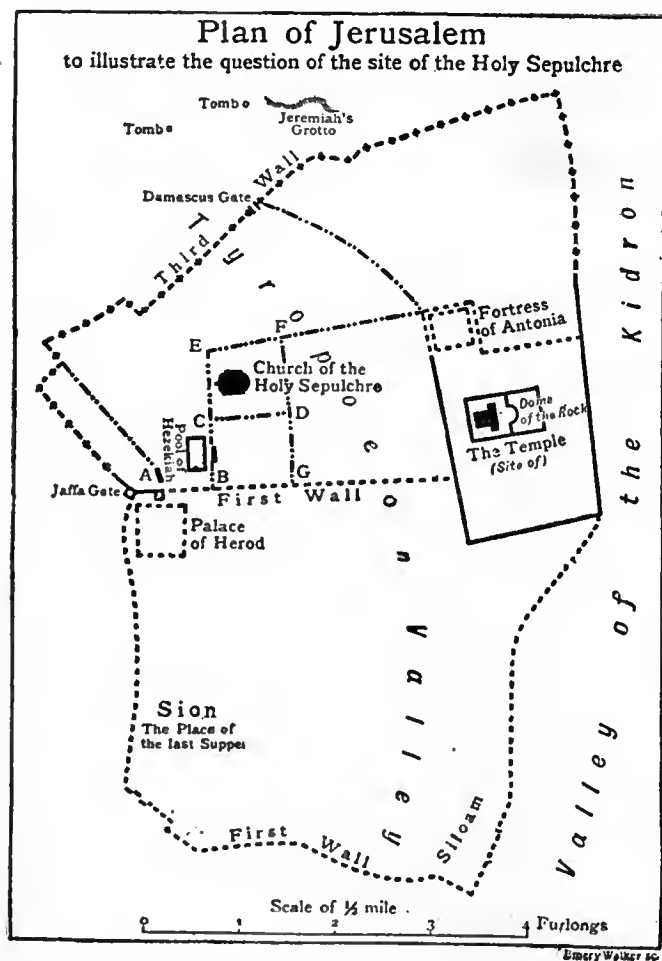 Plan of Jerusalem
to illustrate the question of the site of the Holy Sepulchre
Tomb
Jeremiah's
Grotto
Tomb
Damascus Gate
Third Wall
Tyropoeon Valley
Fortress
of Antonia
E
F
Church of the
Holy Sepulchre
C
D
Pool of
Hezekiah
Dome
of the Rock
The Temple
(Site of)
A
B
G
Jaffa Gate
First Wall
Palace
of Herod
Valley of the Kidron
Sion
The Place of
the last Supper
First Wall
Siloam
Scale of ½ mile
0 1 2 3 4 Furlongs
Emery Walker sc.